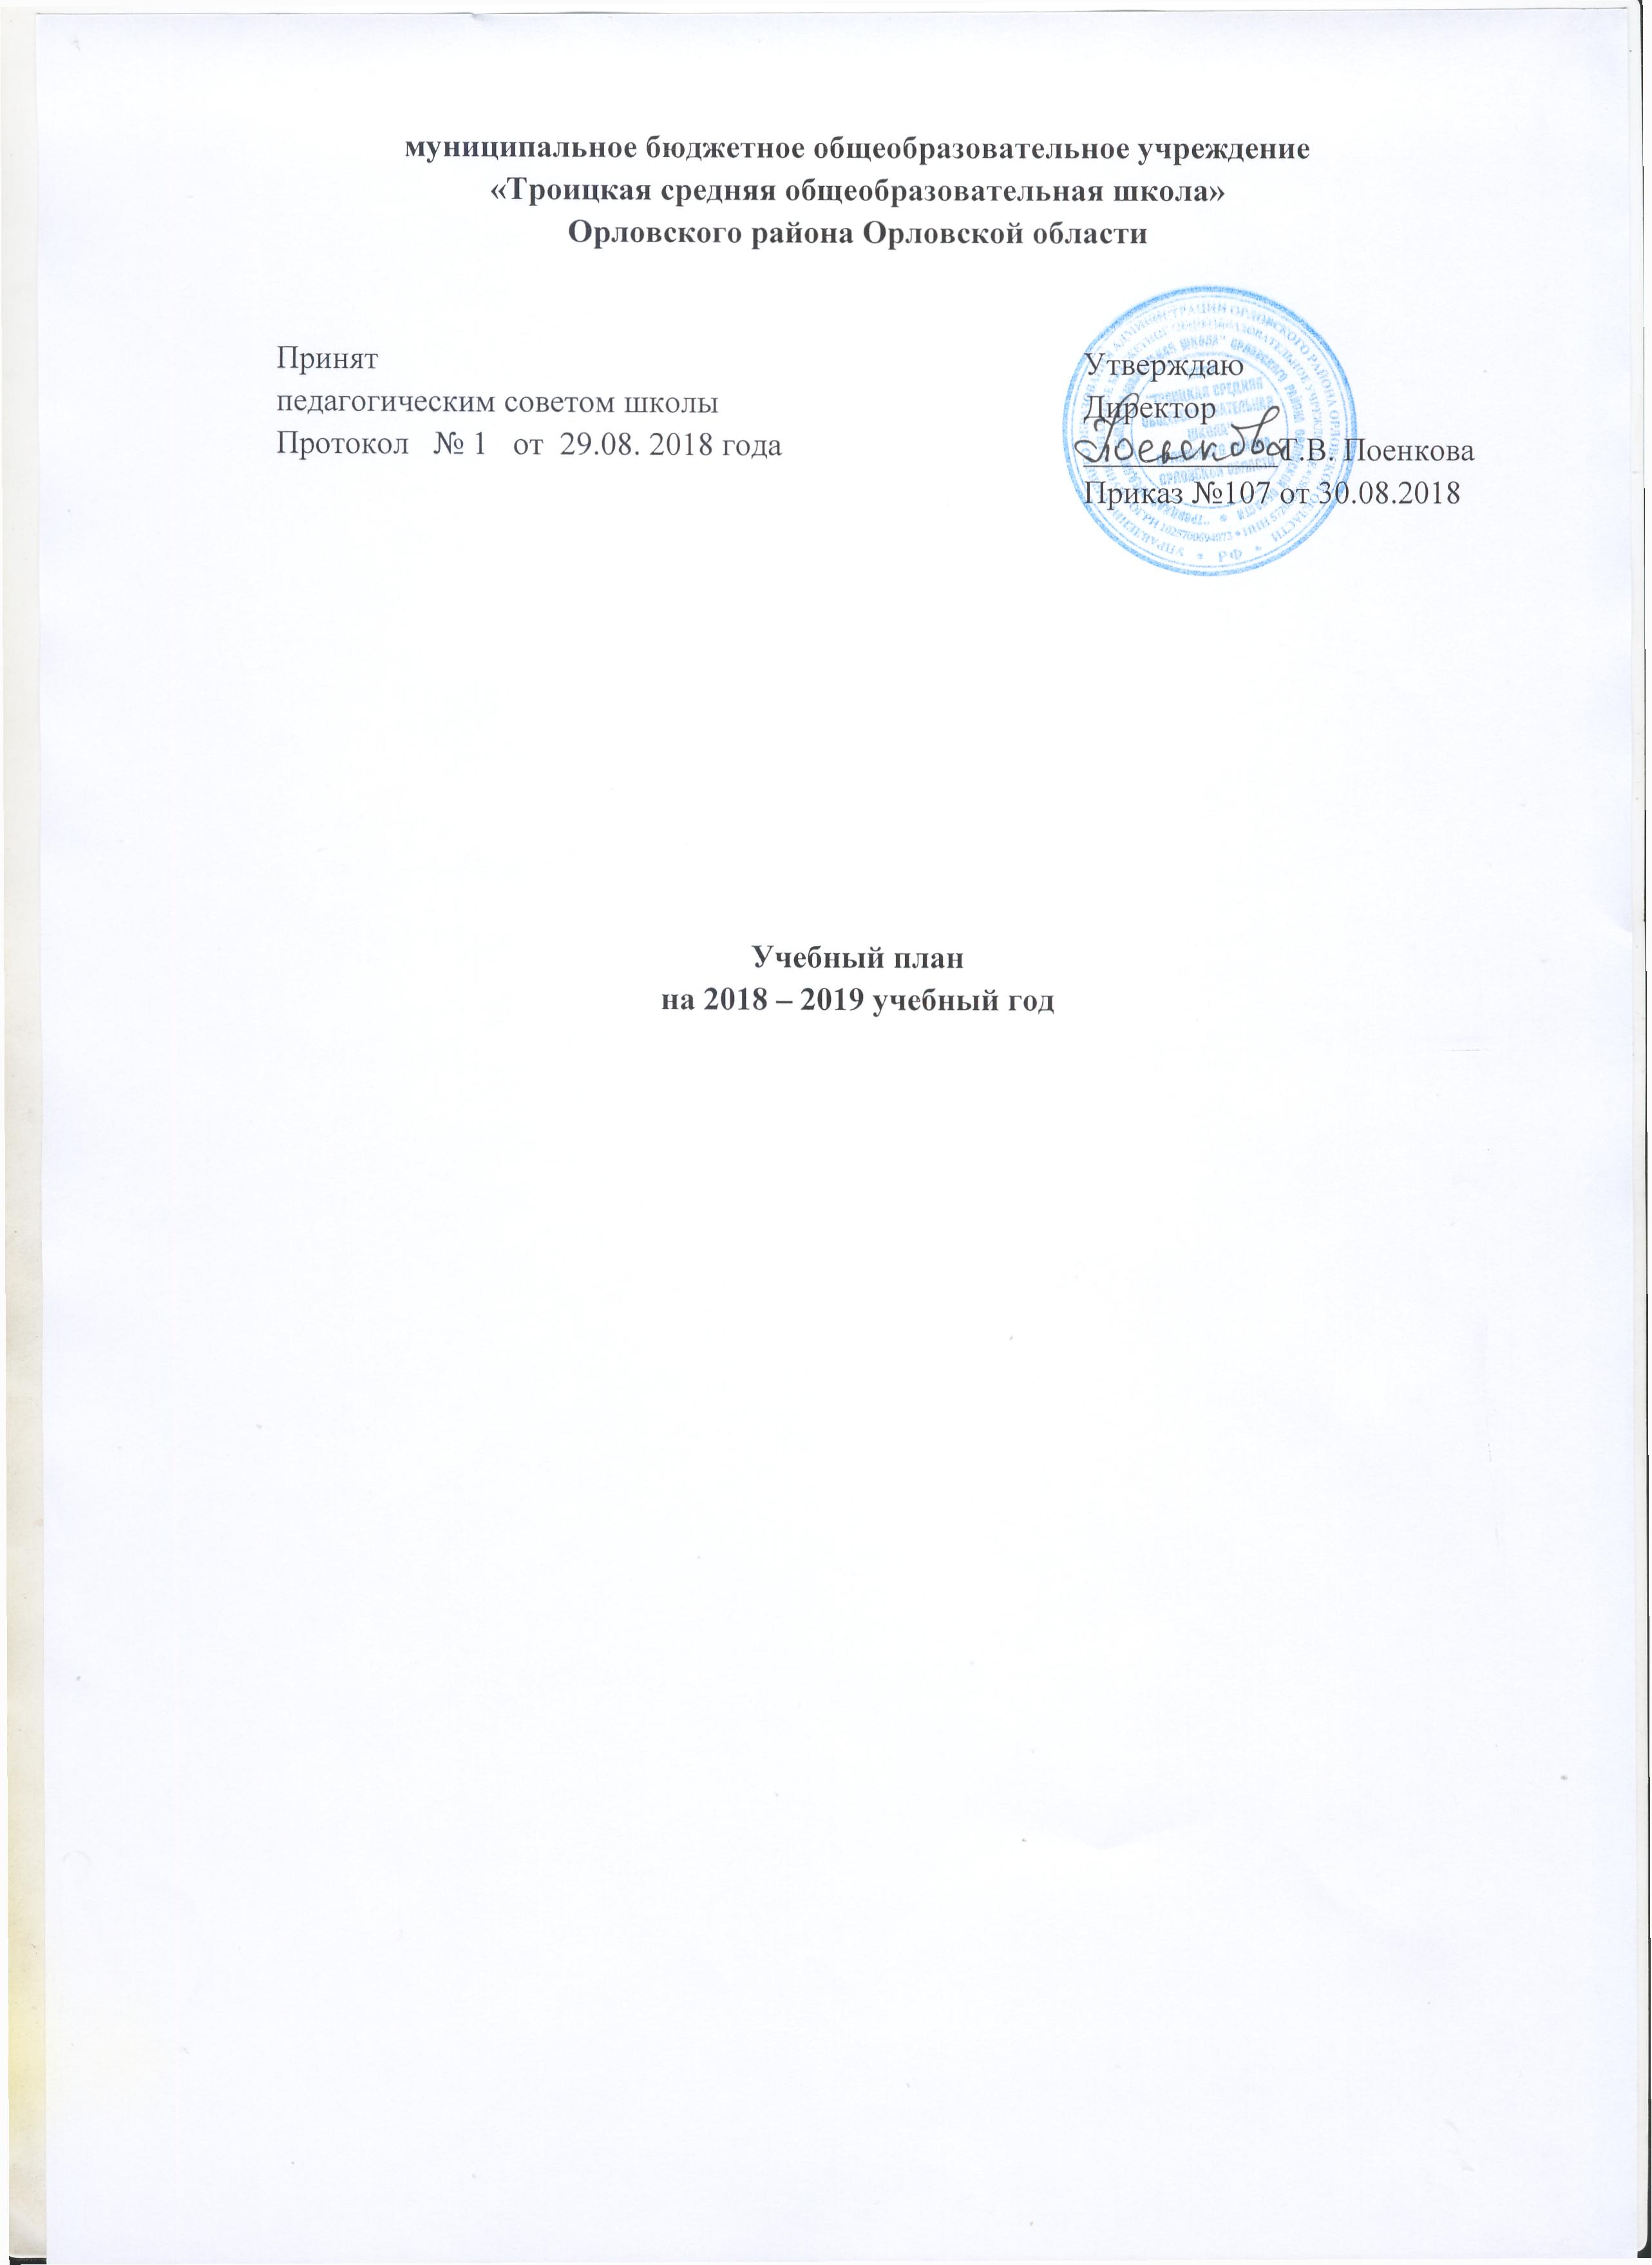 муниципальное бюджетное общеобразовательное учреждение
«Троицкая средняя общеобразовательная школа»
Орловского района Орловской области
Принят
педагогическим советом школы
Протокол № 1 от 29.08. 2018 года
Утверждаю
Директор
Поенкова Т.В. Поенкова
Приказ №107 от 30.08.2018
Учебный план
на 2018 – 2019 учебный год